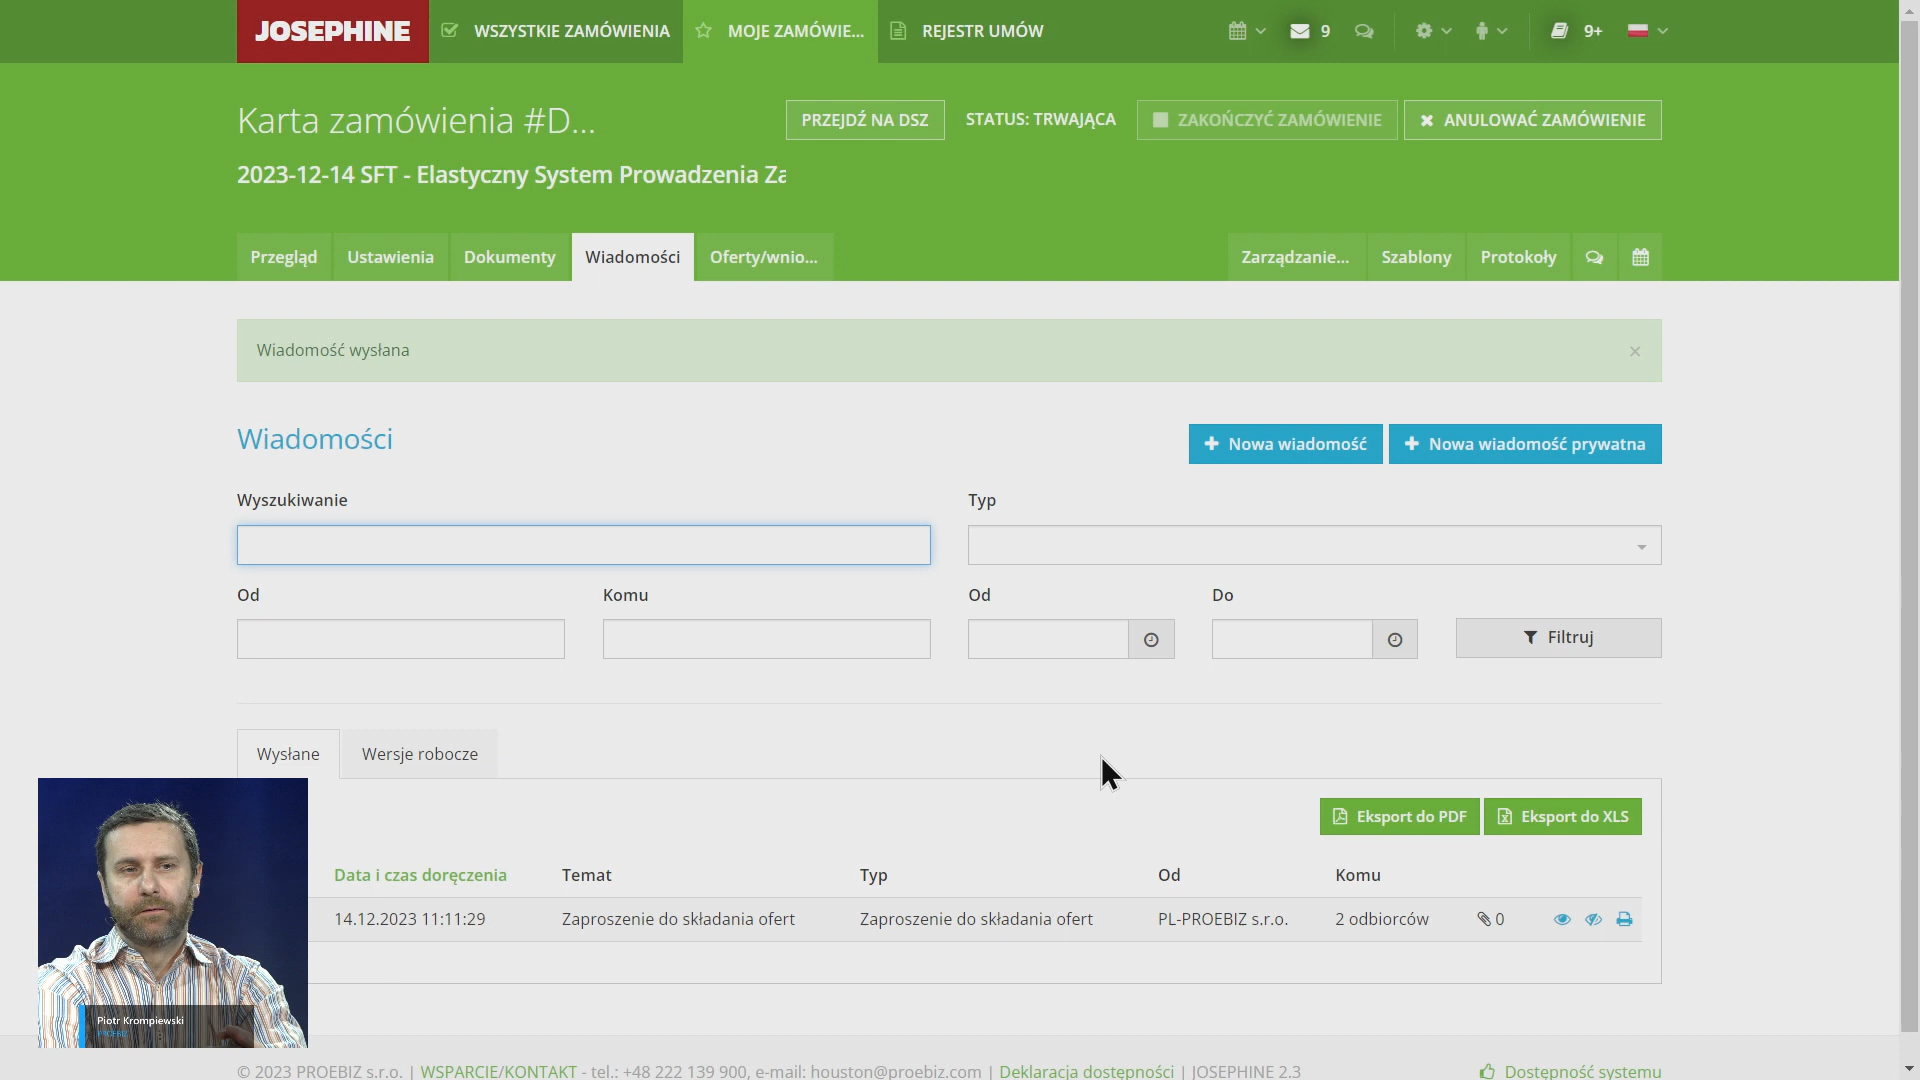 JOSEPHINE
WSZYSTKIE ZAMÓWIENIA
MOJE ZAMÓWIE...
REJESTR UMÓW
9
9+
Karta zamówienia #D...
PRZEJDŹ NA DSZ
STATUS: TRWAJĄCA
ZAKOŃCZYĆ ZAMÓWIENIE
ANULOWAĆ ZAMÓWIENIE
2023-12-14 SFT - Elastyczny System Prowadzenia Za
Przegląd
Ustawienia
Dokumenty
Wiadomości
Oferty/wnio...
Zarządzanie...
Szablony
Protokoły
Wiadomość wysłana
Wiadomości
Nowa wiadomość
Nowa wiadomość prywatna
Wyszukiwanie
Typ
Od
Komu
Od
Do
Filtruj
Wysłane
Wersje robocze
Eksport do PDF
Eksport do XLS
Data i czas doręczenia
Temat
Typ
Od
Komu
14.12.2023 11:11:29
Zaproszenie do składania ofert
Zaproszenie do składania ofert
PL-PROEBIZ s.r.o.
2 odbiorców
0
Piotr Krompiewski
PROEBIZ
© 2023 PROEBIZ s.r.o. | WSPARCIE/KONTAKT - tel.: +48 222 139 900, e-mail: houston@proebiz.com | Deklaracja dostępności | JOSEPHINE 2.3
Dostępność systemu